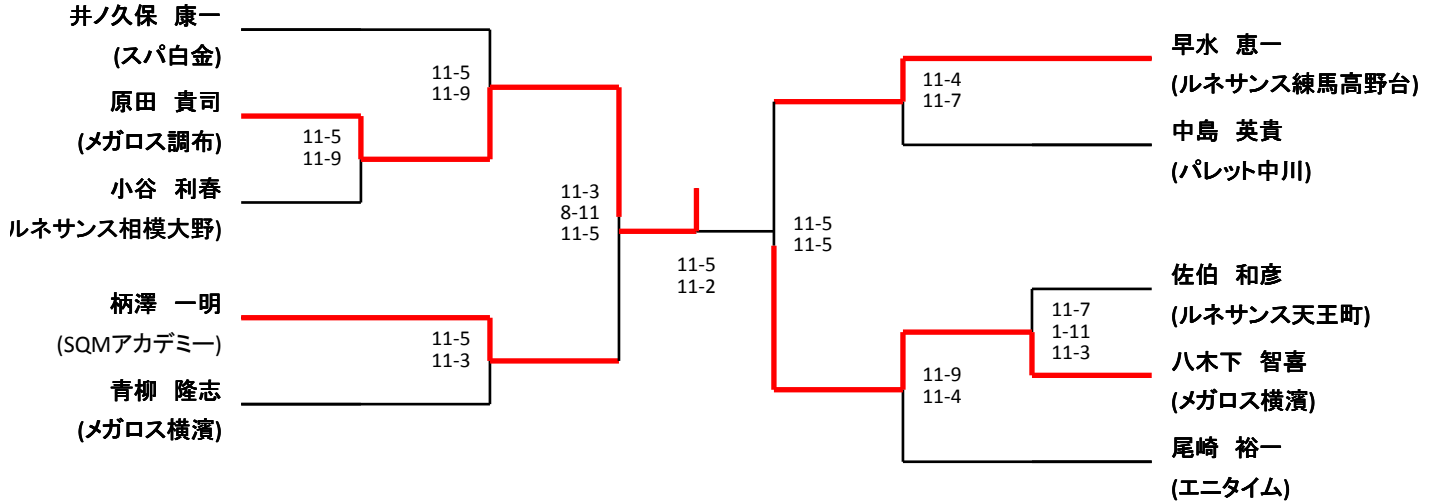 井ノ久保　康一
(スパ白金)
原田　貴司
(メガロス調布)
小谷　利春
ルネサンス相模大野)
柄澤　一明
(SQMアカデミー)
青柳　隆志
(メガロス横濱)
11-5
11-9
11-5
11-9
11-5
11-3
11-3
8-11
11-5
11-5
11-2
11-5
11-5
11-4
11-7
11-9
11-4
11-7
1-11
11-3
早水　恵一
(ルネサンス練馬高野台)
中島　英貴
(パレット中川)
佐伯　和彦
(ルネサンス天王町)
八木下　智喜
(メガロス横濱)
尾崎　裕一
(エニタイム)